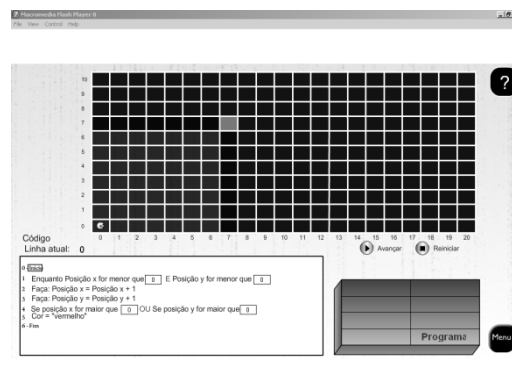 Macromedia Flash Player 8
File View Control Help
?
10
9
8
7
6
5
4
3
2
1
0
0 1 2 3 4 5 6 7 8 9 10 11 12 13 14 15 16 17 18 19 20
Código
Linha atual: 0
Avançar Reiniciar
0 - Início
1 Enquanto Posição x for menor que 0 E Posição y for menor que 0
2 Faça: Posição x = Posição x + 1
3 Faça: Posição y = Posição y + 1
4 Se posição x for maior que 0 OU Se posição y for maior que 0
5 Cor = "vermelho"
6 - Fim
Programa
Menu